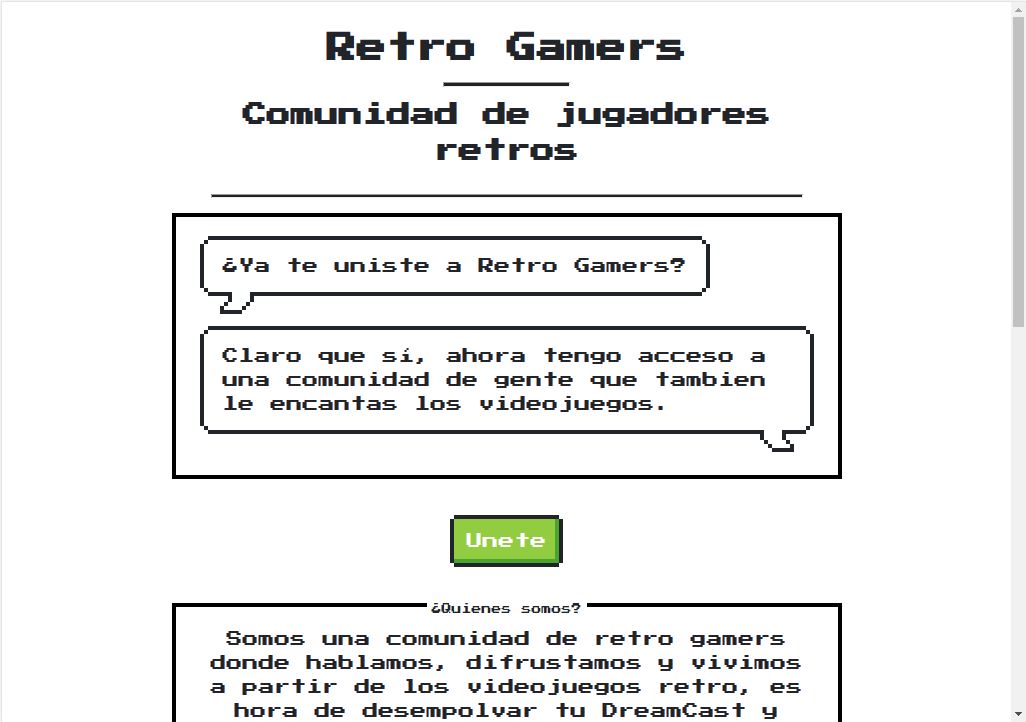 Retro Gamers
Comunidad de jugadores
retros
¿Ya te uniste a Retro Gamers?
Claro que sí, ahora tengo acceso a
una comunidad de gente que tambien
le encantas los videojuegos.
Unete
¿Quienes somos?
Somos una comunidad de retro gamers
donde hablamos, difrustamos y vivimos
a partir de los videojuegos retro, es
hora de desempolvar tu DreamCast y